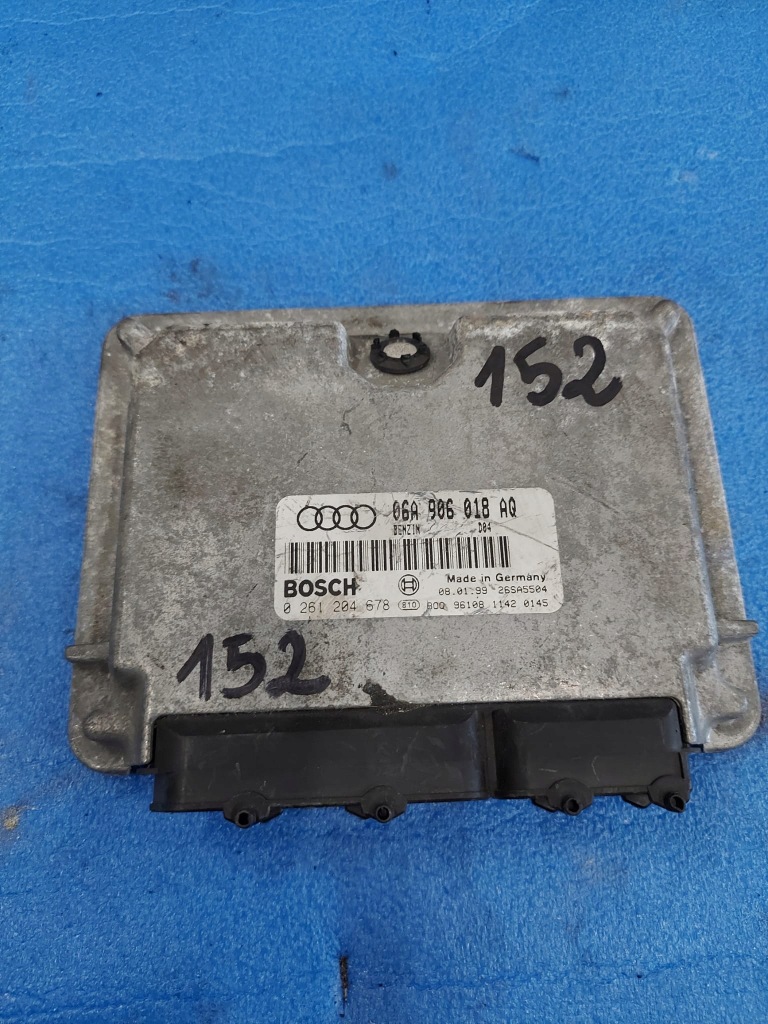 152
06A 906 018 AQ
BENZIN D04
BOSCH
Made in Germany
08.01.99 26SA5504
0 261 204 678 810 BOQ 96108 1142 0145
152